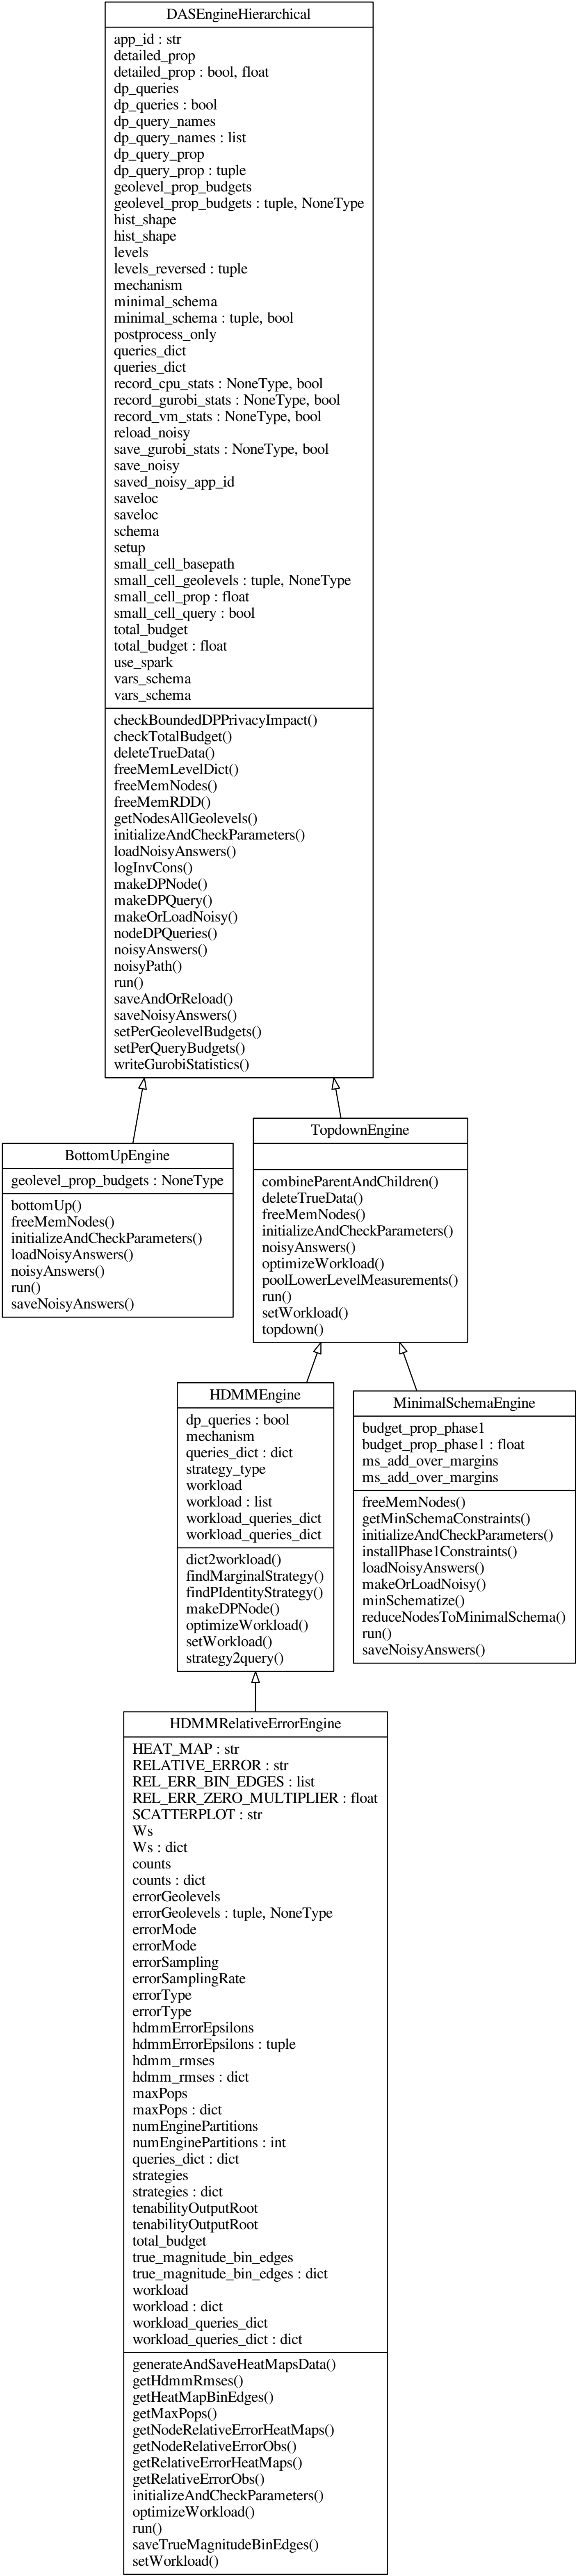 DASEngineHierarchical
app_id : str
detailed_prop
detailed_prop : bool, float
dp_queries
dp_queries : bool
dp_query_names
dp_query_names : list
dp_query_prop
dp_query_prop : tuple
geolevel_prop_budgets
geolevel_prop_budgets : tuple, NoneType
hist_shape
hist_shape
levels
levels_reversed : tuple
mechanism
minimal_schema
minimal_schema : tuple, bool
postprocess_only
queries_dict
queries_dict
record_cpu_stats : NoneType, bool
record_gurobi_stats : NoneType, bool
record_vm_stats : NoneType, bool
reload_noisy
save_gurobi_stats : NoneType, bool
save_noisy
saved_noisy_app_id
saveloc
saveloc
schema
setup
small_cell_basepath
small_cell_geolevels : tuple, NoneType
small_cell_prop : float
small_cell_query : bool
total_budget
total_budget : float
use_spark
vars_schema
vars_schema
checkBoundedDPPrivacyImpact()
checkTotalBudget()
deleteTrueData()
freeMemLevelDict()
freeMemNodes()
freeMemRDD()
getNodesAllGeolevels()
initializeAndCheckParameters()
loadNoisyAnswers()
logInvCons()
makeDPNode()
makeDPQuery()
makeOrLoadNoisy()
nodeDPQueries()
noisyAnswers()
noisyPath()
run()
saveAndOrReload()
saveNoisyAnswers()
setPerGeolevelBudgets()
setPerQueryBudgets()
writeGurobiStatistics()
BottomUpEngine
geolevel_prop_budgets : NoneType
bottomUp()
freeMemNodes()
initializeAndCheckParameters()
loadNoisyAnswers()
noisyAnswers()
run()
saveNoisyAnswers()
TopdownEngine
combineParentAndChildren()
deleteTrueData()
freeMemNodes()
initializeAndCheckParameters()
noisyAnswers()
optimizeWorkload()
poolLowerLevelMeasurements()
run()
setWorkload()
topdown()
HDMMEngine
dp_queries : bool
mechanism
queries_dict : dict
strategy_type
workload
workload : list
workload_queries_dict
workload_queries_dict
dict2workload()
findMarginalStrategy()
findPIdentityStrategy()
makeDPNode()
optimizeWorkload()
setWorkload()
strategy2query()
MinimalSchemaEngine
budget_prop_phase1
budget_prop_phase1 : float
ms_add_over_margins
ms_add_over_margins
freeMemNodes()
getMinSchemaConstraints()
initializeAndCheckParameters()
installPhase1Constraints()
loadNoisyAnswers()
makeOrLoadNoisy()
minSchematize()
reduceNodesToMinimalSchema()
run()
saveNoisyAnswers()
HDMMRelativeErrorEngine
HEAT_MAP : str
RELATIVE_ERROR : str
REL_ERR_BIN_EDGES : list
REL_ERR_ZERO_MULTIPLIER : float
SCATTERPLOT : str
Ws
Ws : dict
counts
counts : dict
errorGeolevels
errorGeolevels : tuple, NoneType
errorMode
errorMode
errorSampling
errorSamplingRate
errorType
errorType
hdmmErrorEpsilons
hdmmErrorEpsilons : tuple
hdmm_rmses
hdmm_rmses : dict
maxPops
maxPops : dict
numEnginePartitions
numEnginePartitions : int
queries_dict : dict
strategies
strategies : dict
tenabilityOutputRoot
tenabilityOutputRoot
total_budget
true_magnitude_bin_edges
true_magnitude_bin_edges : dict
workload
workload : dict
workload_queries_dict
workload_queries_dict : dict
generateAndSaveHeatMapsData()
getHdmmRmses()
getHeatMapBinEdges()
getMaxPops()
getNodeRelativeErrorHeatMaps()
getNodeRelativeErrorObs()
getRelativeErrorHeatMaps()
getRelativeErrorObs()
initializeAndCheckParameters()
optimizeWorkload()
run()
saveTrueMagnitudeBinEdges()
setWorkload()